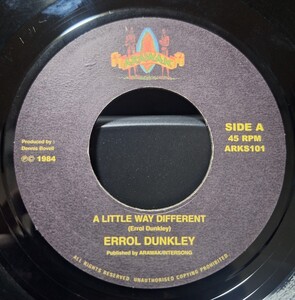 ARAWAK
SIDE A
45 RPM
ARKS101
Produced by :
Dennis Bovell
℗© 1984
A LITTLE WAY DIFFERENT
(Errol Dunkley)
ERROL DUNKLEY
Published by ARAWAK/INTERSONG
ALL RIGHTS RESERVED. UNAUTHORISED COPYING PROHIBITED.